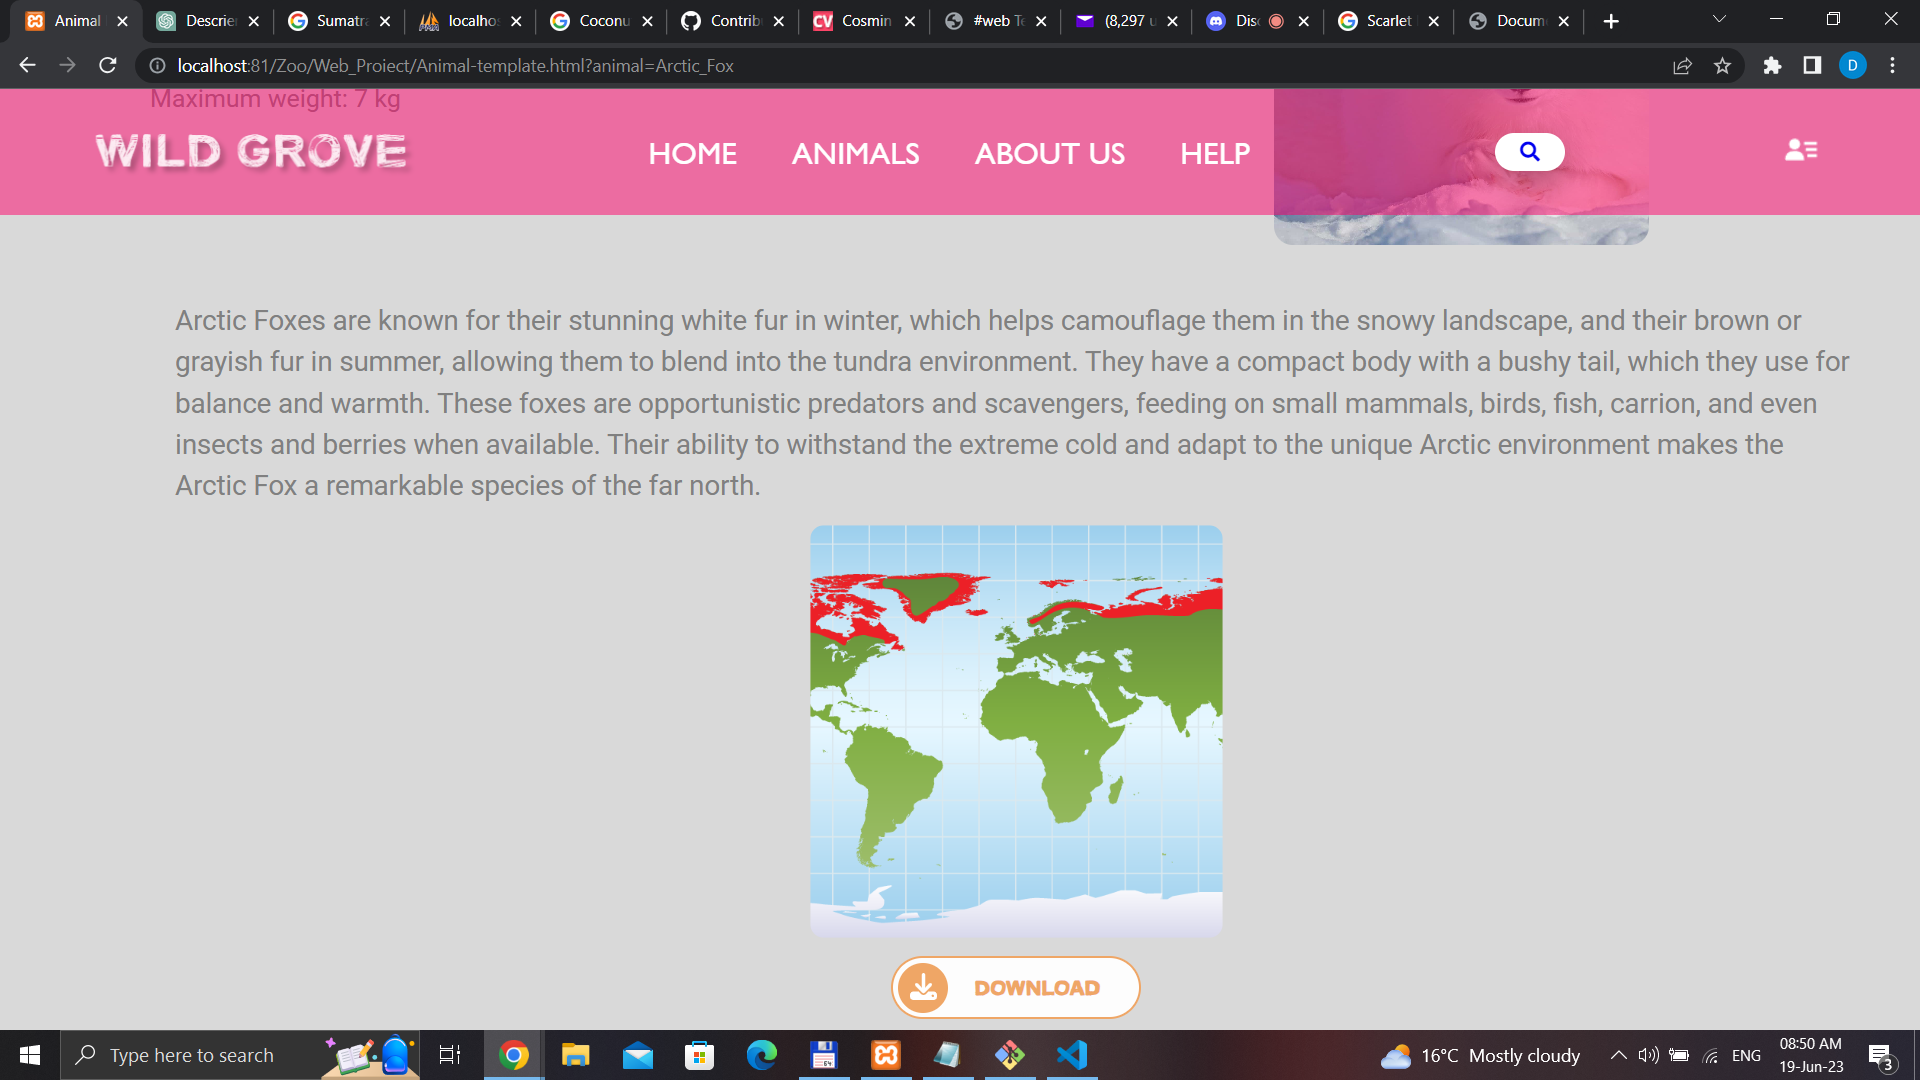 Animal
Descrie
Sumatra
localhos
Coconu
Contrib
Cosmin
#web Te
(8,297 u
Disc
Scarlet
Docume
localhost:81/Zoo/Web_Proiect/Animal-template.html?animal=Arctic_Fox
D
Maximum weight: 7 kg
WILD GROVE
HOME
ANIMALS
ABOUT US
HELP
Arctic Foxes are known for their stunning white fur in winter, which helps camouflage them in the snowy landscape, and their brown or
grayish fur in summer, allowing them to blend into the tundra environment. They have a compact body with a bushy tail, which they use for
balance and warmth. These foxes are opportunistic predators and scavengers, feeding on small mammals, birds, fish, carrion, and even
insects and berries when available. Their ability to withstand the extreme cold and adapt to the unique Arctic environment makes the
Arctic Fox a remarkable species of the far north.
DOWNLOAD
Type here to search
16°C Mostly cloudy
ENG
08:50 AM
19-Jun-23
3